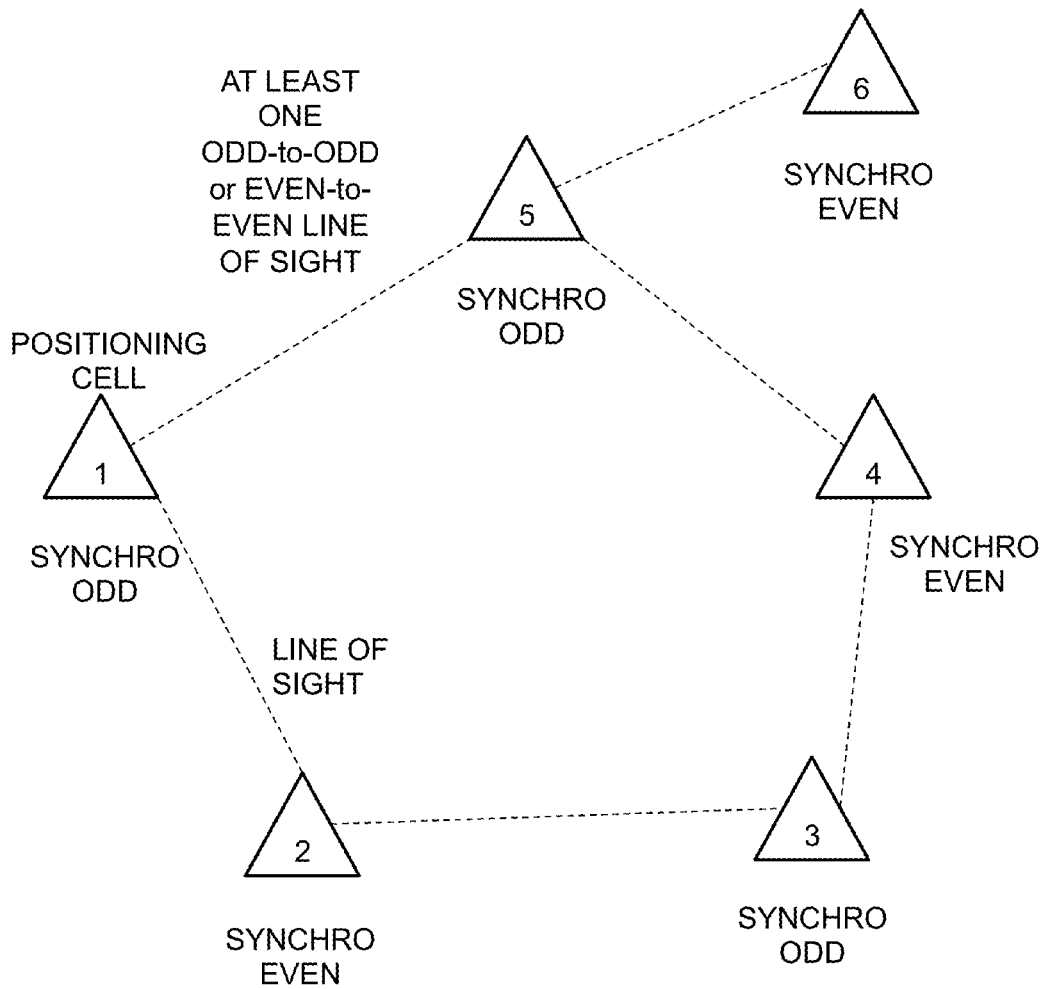 6
SYNCHRO
EVEN
AT LEAST
ONE
ODD-to-ODD
or EVEN-to-
EVEN LINE
OF SIGHT
5
SYNCHRO
ODD
POSITIONING
CELL
1
SYNCHRO
ODD
4
SYNCHRO
EVEN
LINE OF
SIGHT
2
SYNCHRO
EVEN
3
SYNCHRO
ODD